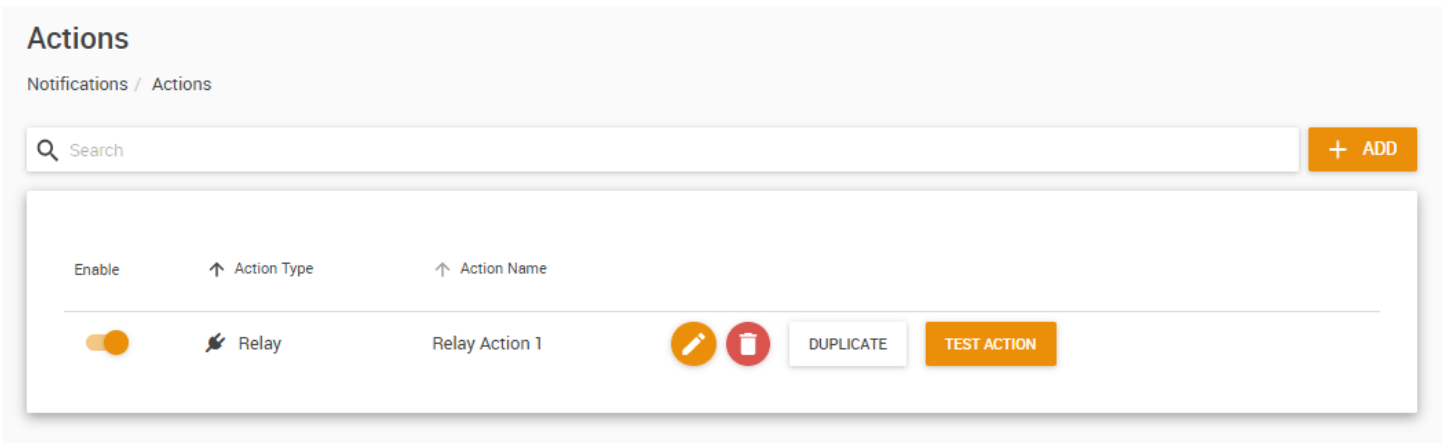 Actions
Notifications / Actions
Search
+ ADD
Enable ↑ Action Type ↑ Action Name
Relay Relay Action 1 DUPLICATE TEST ACTION